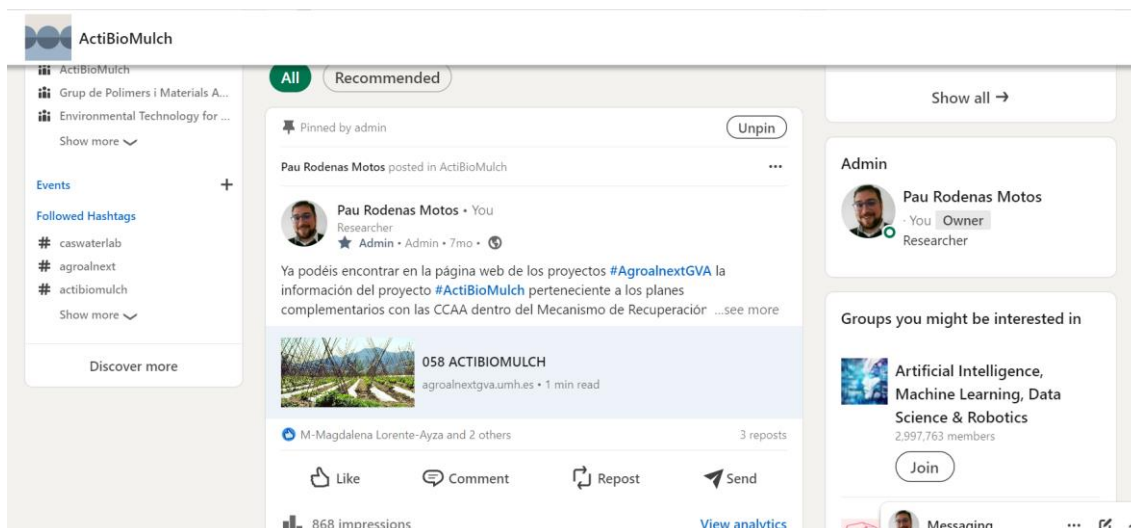 ActiBioMulch
ActiBioMulch
Grup de Polimers i Materials A...
Environmental Technology for ...
Show more
Events
+
Followed Hashtags
# caswaterlab
# agroalnext
# actibiomulch
Show more
Discover more
All
Recommended
Pinned by admin
Unpin
Pau Rodenas Motos posted in ActiBioMulch
...
Pau Rodenas Motos • You
Researcher
Admin • Admin • 7mo •
Ya podéis encontrar en la página web de los proyectos #AgroalnextGVA la
información del proyecto #ActiBioMulch perteneciente a los planes
complementarios con las CCAA dentro del Mecanismo de Recuperación ...see more
058 ACTIBIOMULCH
agroalnextgva.umh.es • 1 min read
M-Magdalena Lorente-Ayza and 2 others
3 reposts
Like
Comment
Repost
Send
868 impressions
View analytics
Show all →
Admin
Pau Rodenas Motos
· You Owner
Researcher
Groups you might be interested in
Artificial Intelligence,
Machine Learning, Data
Science & Robotics
2,997,763 members
Join
Messaging
...